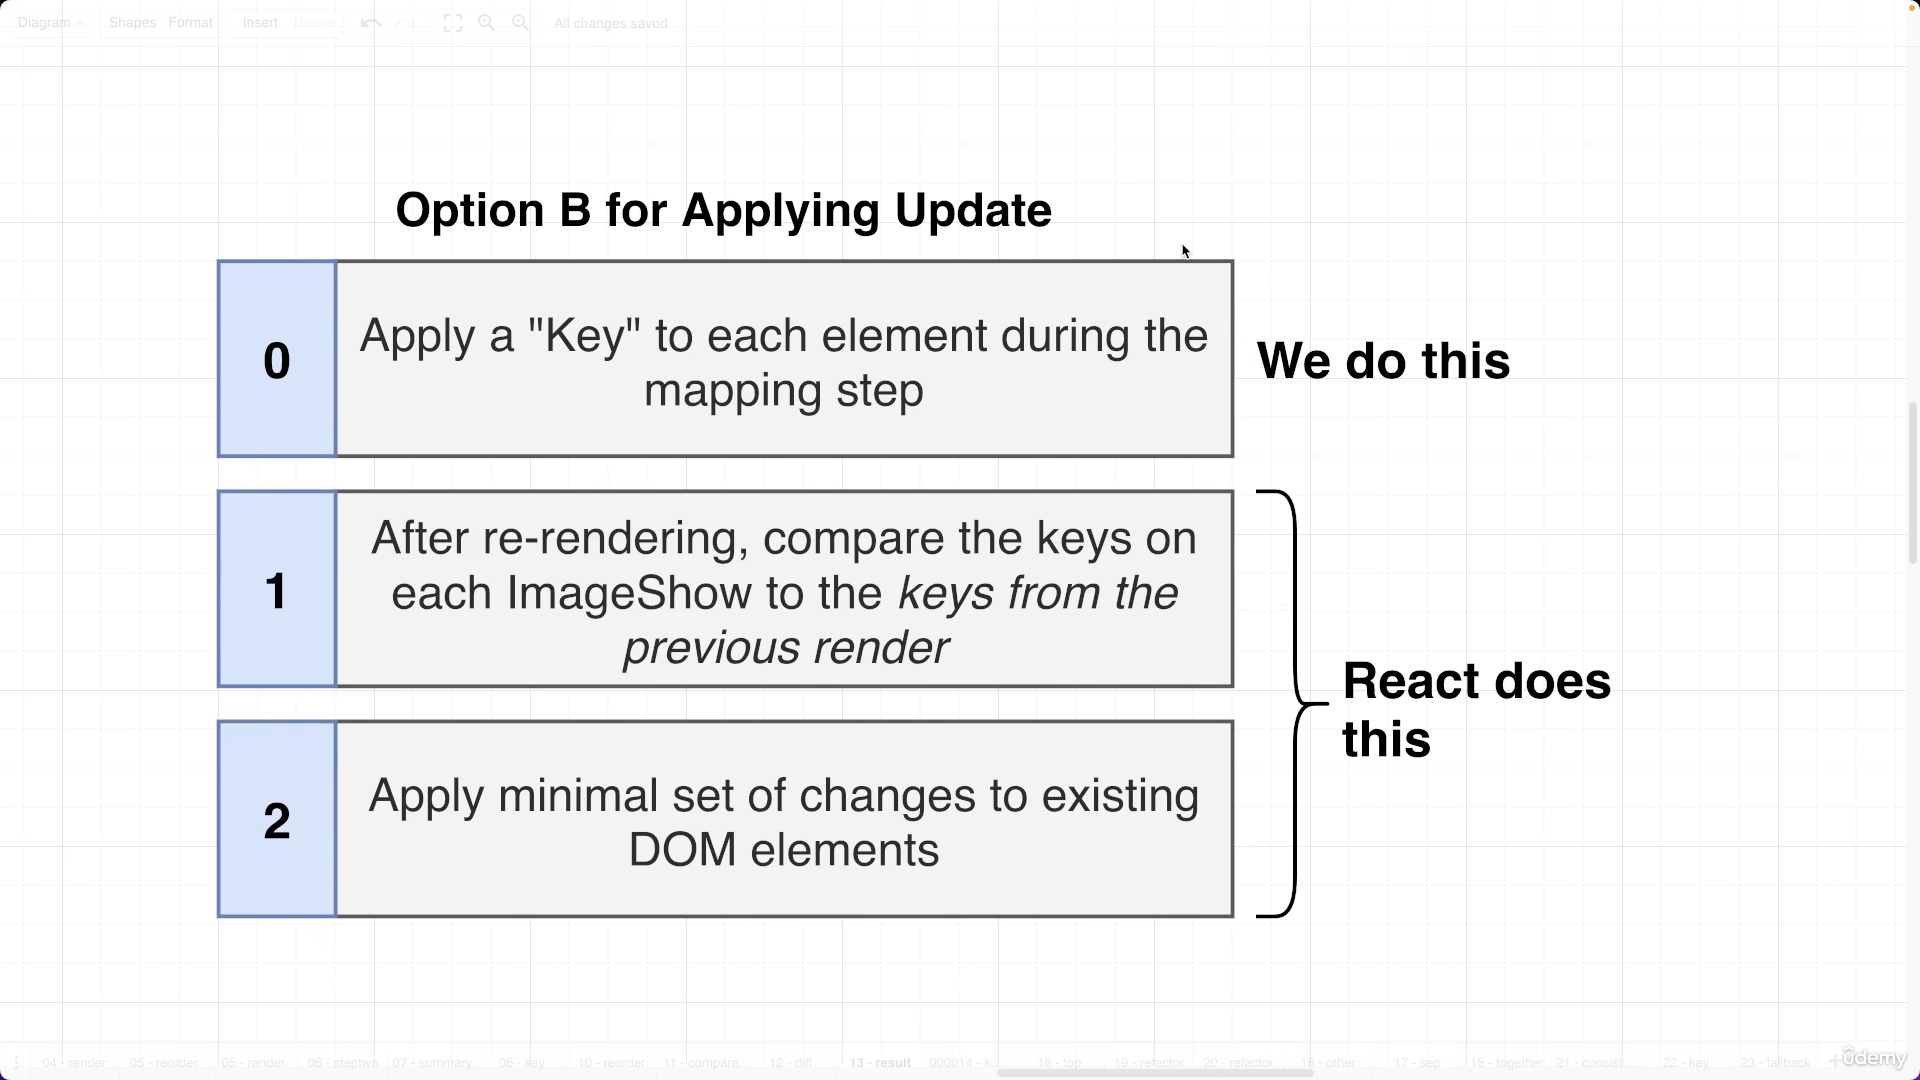 Diagram Shapes Format Insert Delete All changes saved
Option B for Applying Update
0
Apply a "Key" to each element during the
mapping step
We do this
1
After re-rendering, compare the keys on
each ImageShow to the keys from the
previous render
React does
this
2
Apply minimal set of changes to existing
DOM elements
04 - render 05 - reorder 05 - render 06 - steptwo 07 - summary 05 - key 10 - reorder 11 - compare 12 - diff 13 - result 000014 - k... 18 - top 19 - refactor 20 - refactor 16 - other 17 - sep 18 - together 21 - consist... 22 - key 23 - fallback
ûdemy